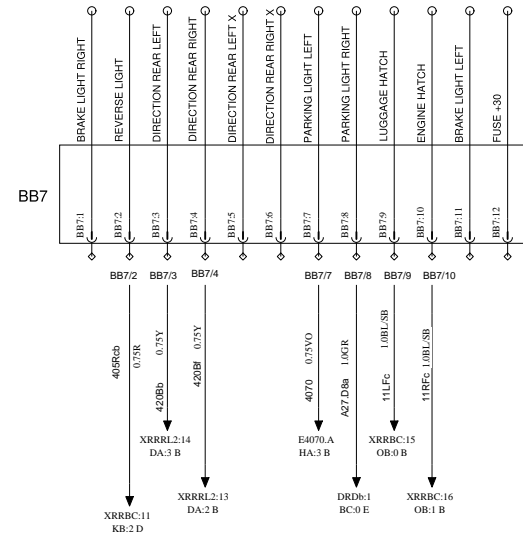 BRAKE LIGHT RIGHT
REVERSE LIGHT
DIRECTION REAR LEFT
DIRECTION REAR RIGHT
DIRECTION REAR LEFT X
DIRECTION REAR RIGHT X
PARKING LIGHT LEFT
PARKING LIGHT RIGHT
LUGGAGE HATCH
ENGINE HATCH
BRAKE LIGHT LEFT
FUSE +30
BB7
BB7:1
BB7:2
BB7:3
BB7:4
BB7:5
BB7:6
BB7:7
BB7:8
BB7:9
BB7:10
BB7:11
BB7:12
BB7/2
BB7/3
BB7/4
BB7/7
BB7/8
BB7/9
BB7/10
405Rcb
0.75R
420Bb 0.75Y
420Bf 0.75Y
4070 0.75VO
A27.D8a 1.0GR
11LFc 1.0BL/SB
11RFc 1.0BL/SB
XRRRL2:14
DA:3 B
E4070.A
HA:3 B
XRRBC:15
OB:0 B
XRRBC:11
KB:2 D
XRRRL2:13
DA:2 B
DRDb:1
BC:0 E
XRRBC:16
OB:1 B